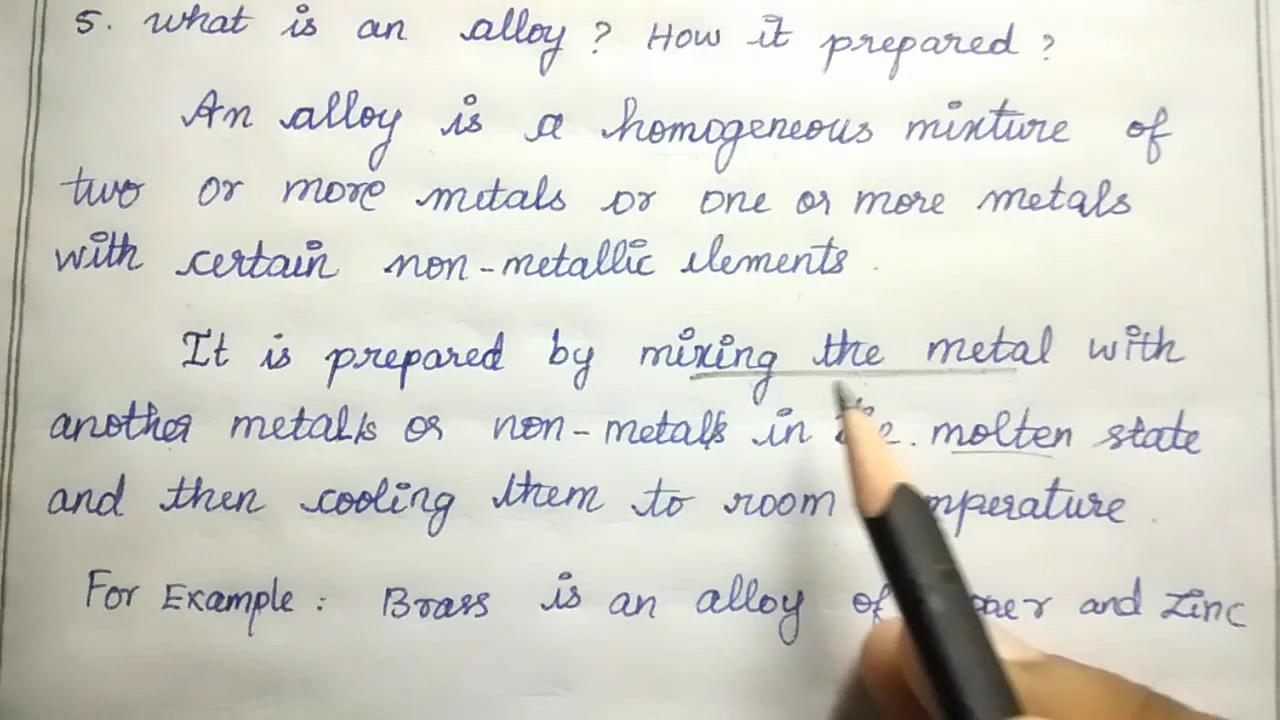 5. what is an alloy? How it prepared?
An alloy is a homogeneous mixture of
two or more metals or one or more metals
with certain non-metallic elements.
It is prepared by mixing the metal with
another metals or non-metals in the. molten state
and then cooling them to room temperature.
For Example: Brass is an alloy of and Zinc